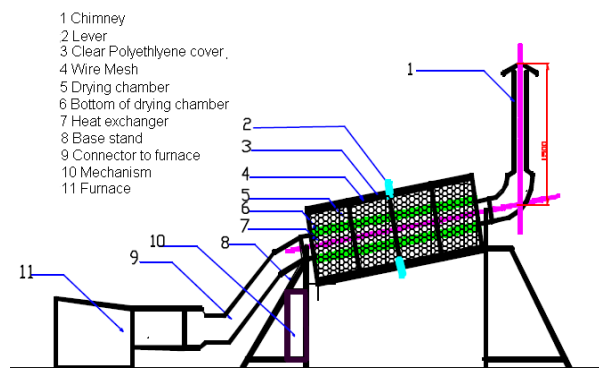 1 Chimney
2 Lever
3 Clear Polyethlyene cover
4 Wire Mesh
5 Drying chamber
6 Bottom of drying chamber
7 Heat exchanger
8 Base stand
9 Connector to furnace
10 Mechanism
11 Furnace
1
2
3
4
5
6
7
8
10
9
11